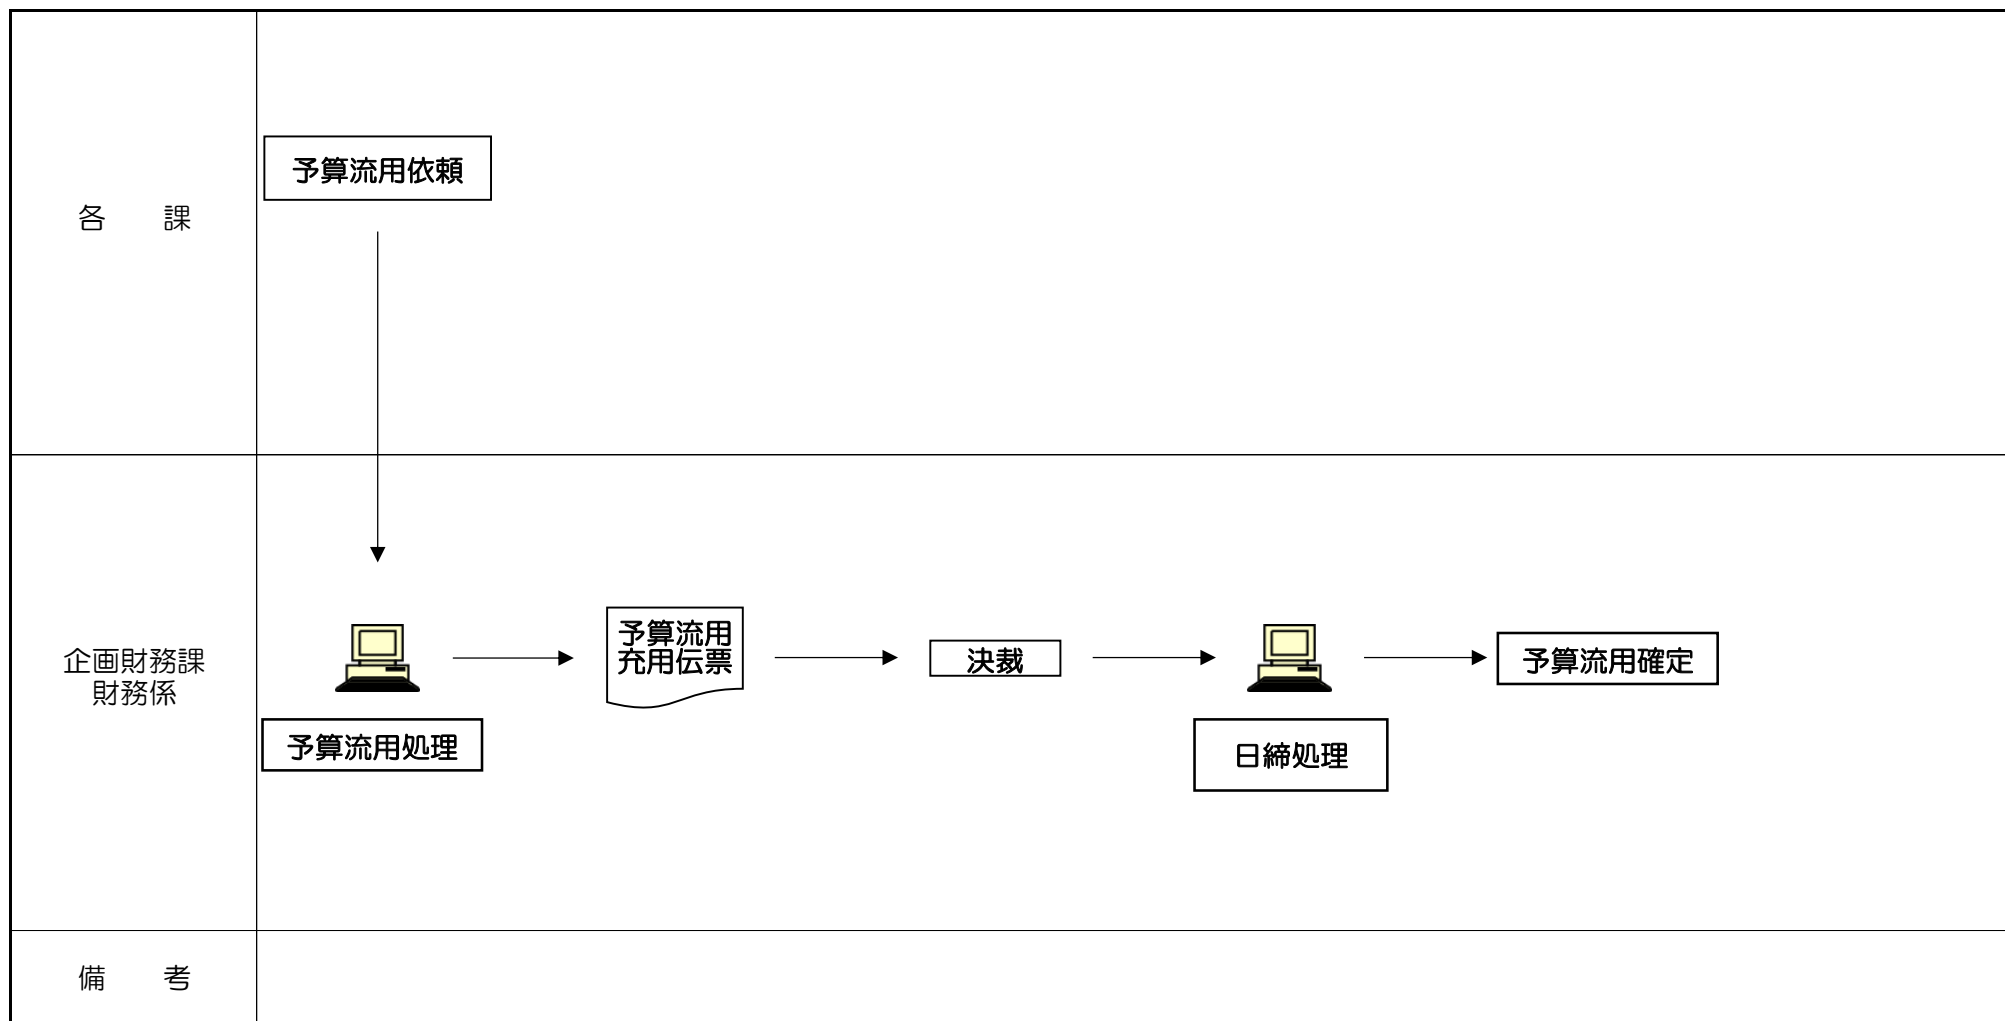 各　　課
予算流用依頼
企画財務課
財務係
予算流用処理
予算流用
充用伝票
決裁
日締処理
予算流用確定
備　　考